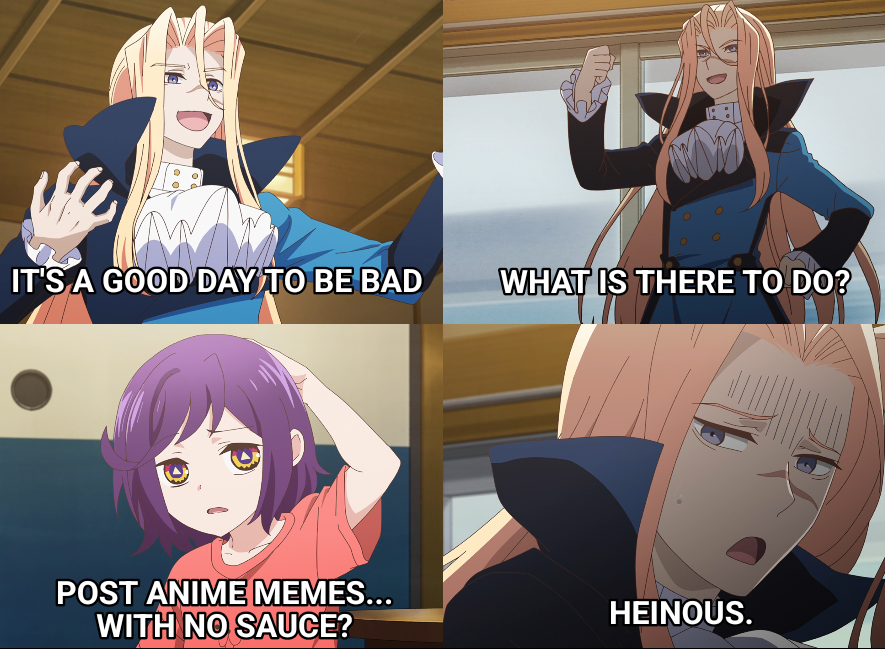 IT'S A GOOD DAY TO BE BAD
WHAT IS THERE TO DO?
POST ANIME MEMES...
WITH NO SAUCE?
HEINOUS.